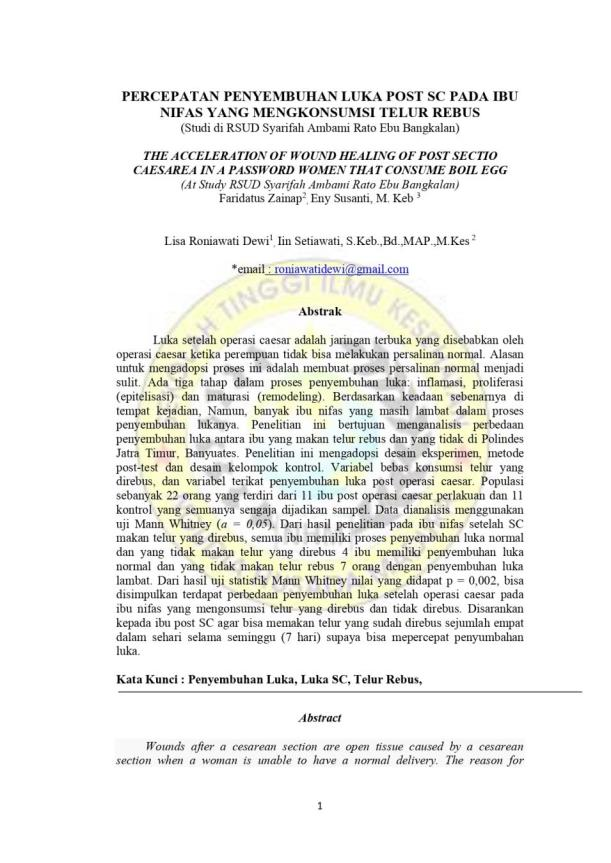 PERCEPATAN PENYEMBUHAN LUKA POST SC PADA IBU
NIFAS YANG MENGKONSUMSI TELUR REBUS
(Studi di RSUD Syarifah Ambami Rato Ebu Bangkalan)
THE ACCELERATION OF WOUND HEALING OF POST SECTIO
CAESAREA IN A PASSWORD WOMEN THAT CONSUME BOIL EGG
(At Study RSUD Syarifah Ambami Rato Ebu Bangkalan)
Faridatus Zainap2, Eny Susanti, M. Keb 3
Lisa Roniawati Dewi1, Iin Setiawati, S.Keb.,Bd.,MAP.,M.Kes 2
*email : roniawatidewi@gmail.com
Abstrak
Luka setelah operasi caesar adalah jaringan terbuka yang disebabkan oleh
operasi caesar ketika perempuan tidak bisa melakukan persalinan normal. Alasan
untuk mengadopsi proses ini adalah membuat proses persalinan normal menjadi
sulit. Ada tiga tahap dalam proses penyembuhan luka: inflamasi, proliferasi
(epitelisasi) dan maturasi (remodeling). Berdasarkan keadaan sebenarnya di
tempat kejadian, Namun, banyak ibu nifas yang masih lambat dalam proses
penyembuhan lukanya. Penelitian ini bertujuan menganalisis perbedaan
penyembuhan luka antara ibu yang makan telur rebus dan yang tidak di Polindes
Jatra Timur, Banyuates. Penelitian ini mengadopsi desain eksperimen, metode
post-test dan desain kelompok kontrol. Variabel bebas konsumsi telur yang
direbus, dan variabel terikat penyembuhan luka post operasi caesar. Populasi
sebanyak 22 orang yang terdiri dari 11 ibu post operasi caesar perlakuan dan 11
kontrol yang semuanya sengaja dijadikan sampel. Data dianalisis menggunakan
uji Mann Whitney (a = 0,05). Dari hasil penelitian pada ibu nifas setelah SC
makan telur yang direbus, semua ibu memiliki proses penyembuhan luka normal
dan yang tidak makan telur yang direbus 4 ibu memiliki penyembuhan luka
normal dan yang tidak makan telur rebus 7 orang dengan penyembuhan luka
lambat. Dari hasil uji statistik Mann Whitney nilai yang didapat p = 0,002, bisa
disimpulkan terdapat perbedaan penyembuhan luka setelah operasi caesar pada
ibu nifas yang mengonsumsi telur yang direbus dan tidak direbus. Disarankan
kepada ibu post SC agar bisa memakan telur yang sudah direbus sejumlah empat
dalam sehari selama seminggu (7 hari) supaya bisa mepercepat penyumbahan
luka.
Kata Kunci : Penyembuhan Luka, Luka SC, Telur Rebus,
Abstract
Wounds after a cesarean section are open tissue caused by a cesarean
section when a woman is unable to have a normal delivery. The reason for
1